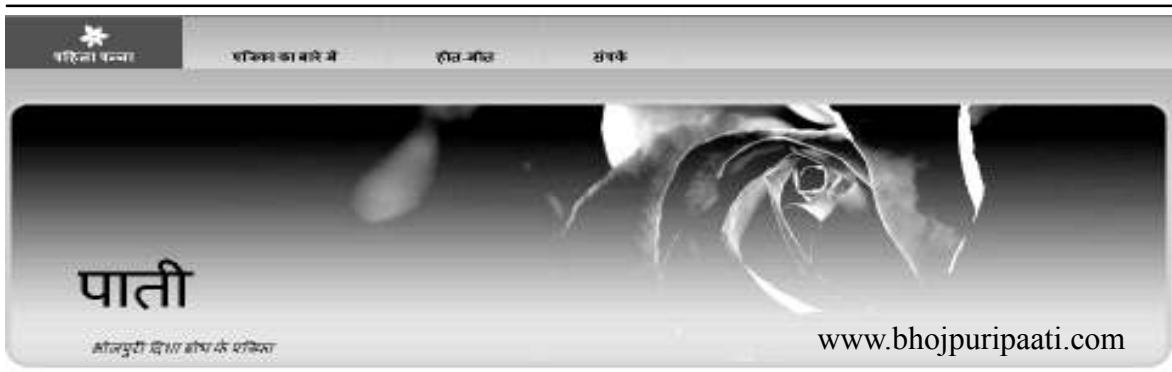 पहिला पन्ना पत्रिका का बारे में हीत-मीत संपर्क
पाती
भोजपुरी दिशा बोध के पत्रिका
www.bhojpuripaati.com